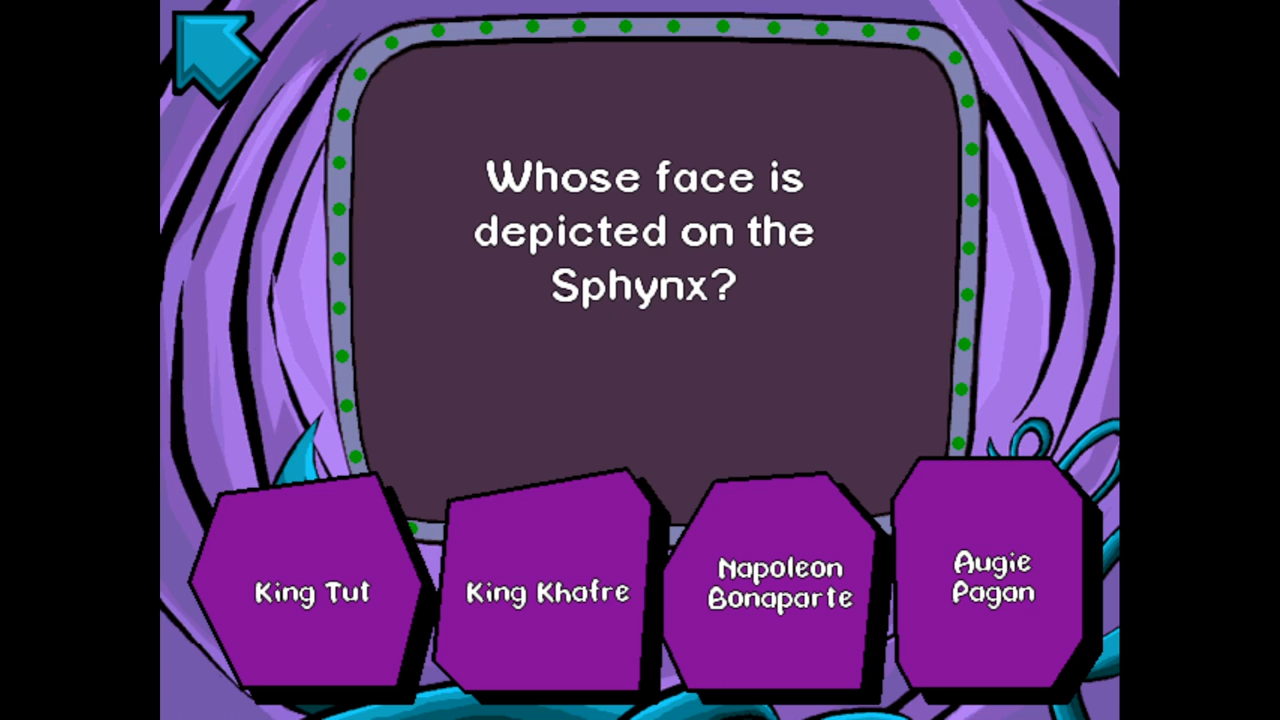 Whose face is
depicted on the
Sphynx?
King Tut
King Khafre
Napoleon
Bonaparte
Augie
Pagan